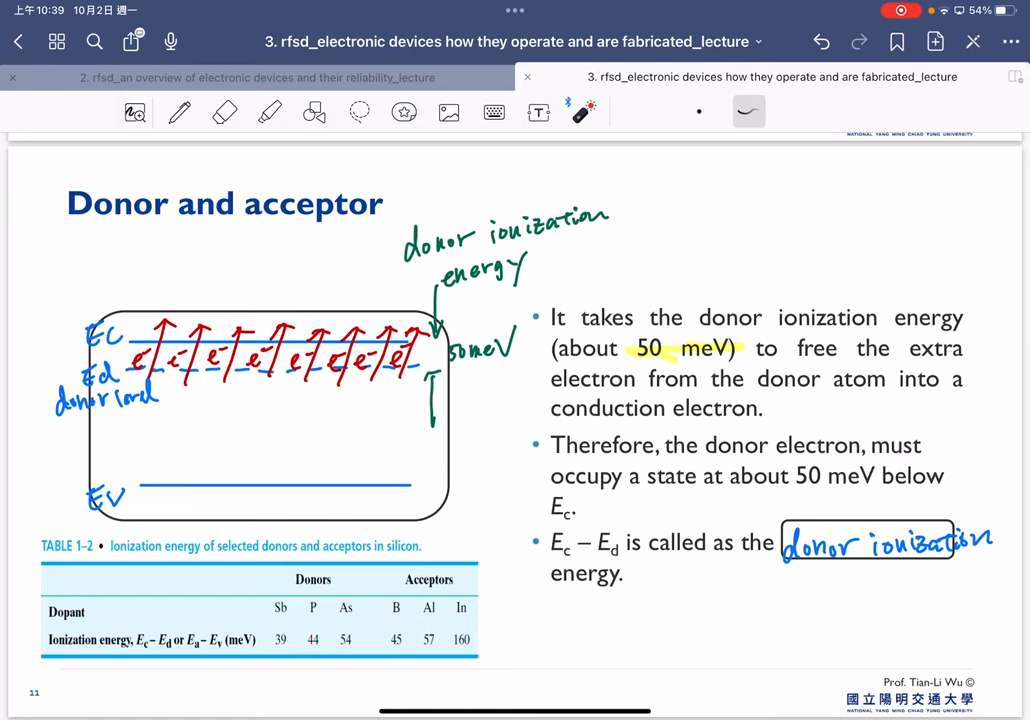 上午10:39 10月2日 週一
54%
3. rfsd_electronic devices how they operate and are fabricated_lecture
2. rfsd_an overview of electronic devices and their reliability_lecture
3. rfsd_electronic devices how they operate and are fabricated_lecture
NATIONAL YANG MING CHIAO TUNG UNIVERSITY
Donor and acceptor
donor ionization
energy
EC
e⁻ e⁻ e⁻ e⁻ e⁻ e⁻ e⁻ e⁻
50meV
Ed
donor level
EV
• It takes the donor ionization energy
(about 50 meV) to free the extra
electron from the donor atom into a
conduction electron.
• Therefore, the donor electron, must
occupy a state at about 50 meV below
Ec.
• Ec – Ed is called as the donor ionization
energy.
TABLE 1–2 • Ionization energy of selected donors and acceptors in silicon.
Donors Acceptors
Dopant Sb P As B Al In
Ionization energy, Ec – Ed or Ea – Ev (meV) 39 44 54 45 57 160
11
Prof. Tian-Li Wu ©
國立陽明交通大學
NATIONAL YANG MING CHIAO TUNG UNIVERSITY